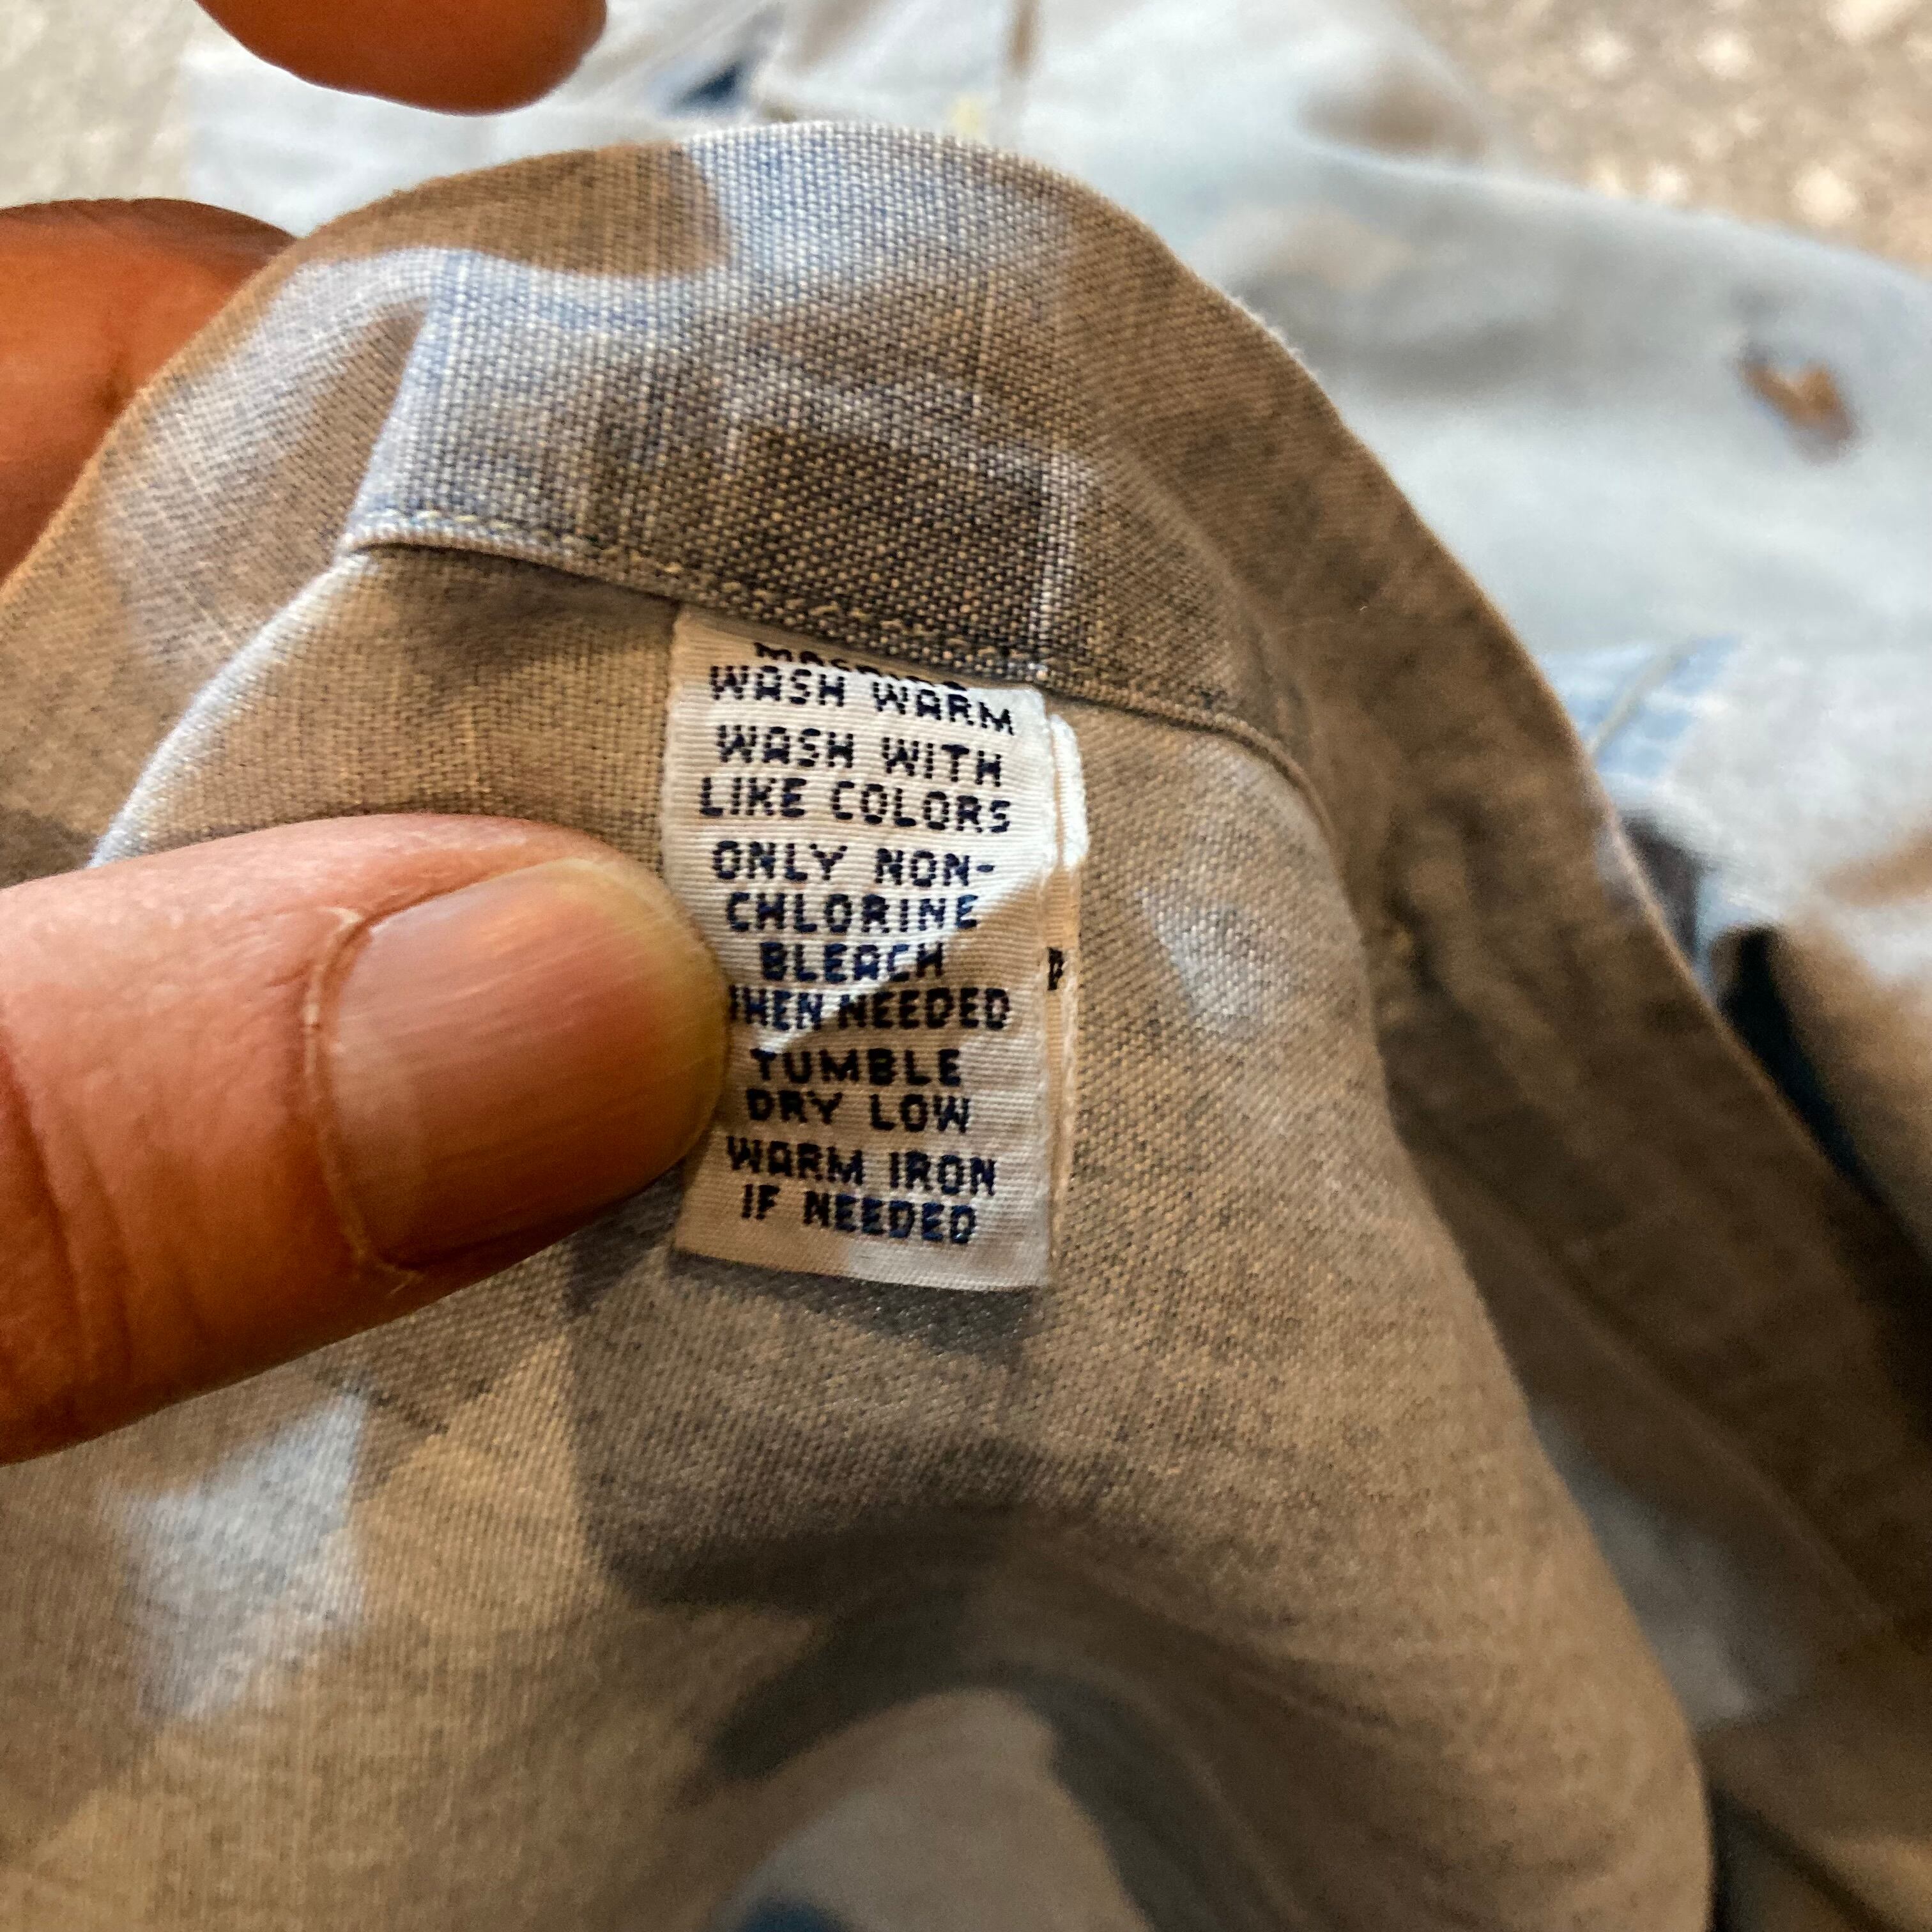 WASH WARM
WASH WITH
LIKE COLORS
ONLY NON-
CHLORINE
BLEACH
WHEN NEEDED
TUMBLE
DRY LOW
WARM IRON
IF NEEDED